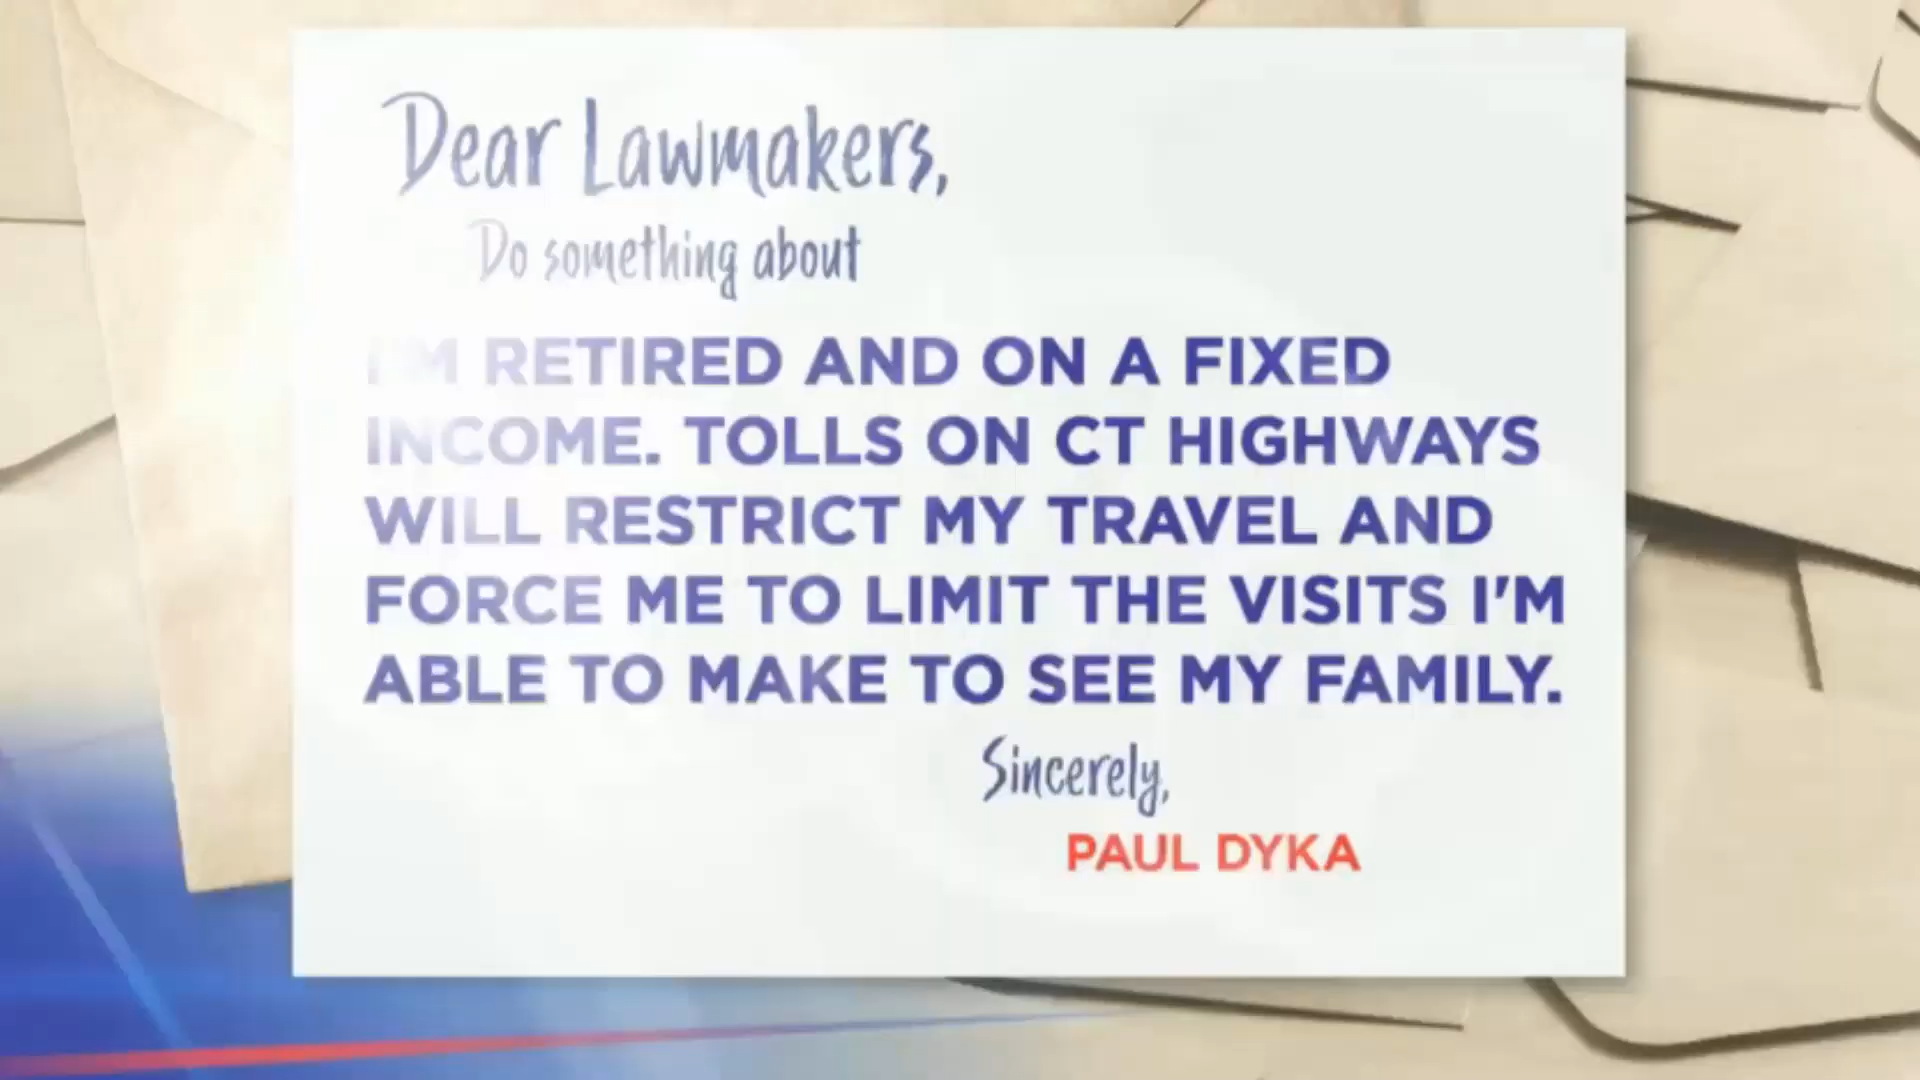 Dear Lawmakers,
Do something about
I'M RETIRED AND ON A FIXED
INCOME. TOLLS ON CT HIGHWAYS
WILL RESTRICT MY TRAVEL AND
FORCE ME TO LIMIT THE VISITS I'M
ABLE TO MAKE TO SEE MY FAMILY.
Sincerely,
PAUL DYKA